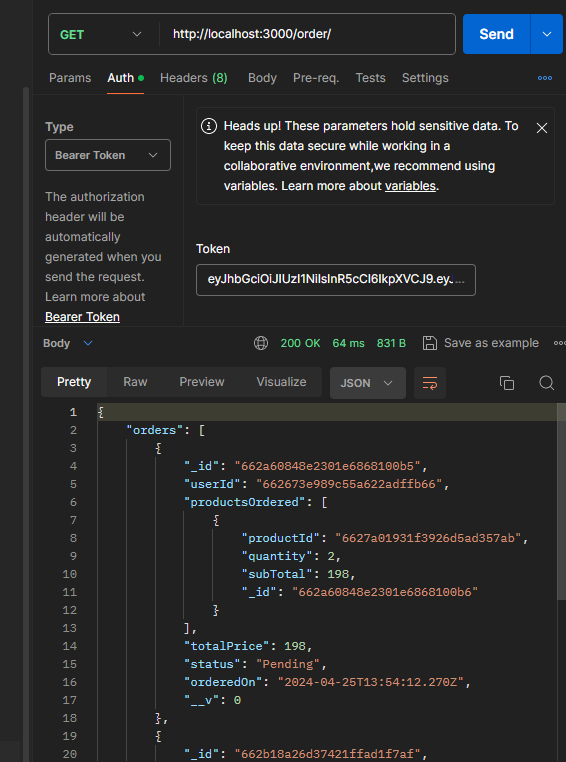 GET http://localhost:3000/order/ Send
Params Auth Headers (8) Body Pre-req. Tests Settings
Type
Bearer Token
The authorization
header will be
automatically
generated when you
send the request.
Learn more about
Bearer Token
Heads up! These parameters hold sensitive data. To
keep this data secure while working in a
collaborative environment,we recommend using
variables. Learn more about variables.
Token
eyJhbGciOiJIUzI1NiIsInR5cCI6IkpXVCJ9.eyJ...
Body 200 OK 64 ms 831 B Save as example
Pretty Raw Preview Visualize JSON
1 {
2 "orders": [
3 {
4 "_id": "662a60848e2301e6868100b5",
5 "userId": "662673e989c55a622adffb66",
6 "productsOrdered": [
7 {
8 "productId": "6627a01931f3926d5ad357ab",
9 "quantity": 2,
10 "subTotal": 198,
11 "_id": "662a60848e2301e6868100b6"
12 }
13 ],
14 "totalPrice": 198,
15 "status": "Pending",
16 "orderedOn": "2024-04-25T13:54:12.270Z",
17 "__v": 0
18 },
19 {
20 "_id": "662b18a26d37421ffad1f7af",